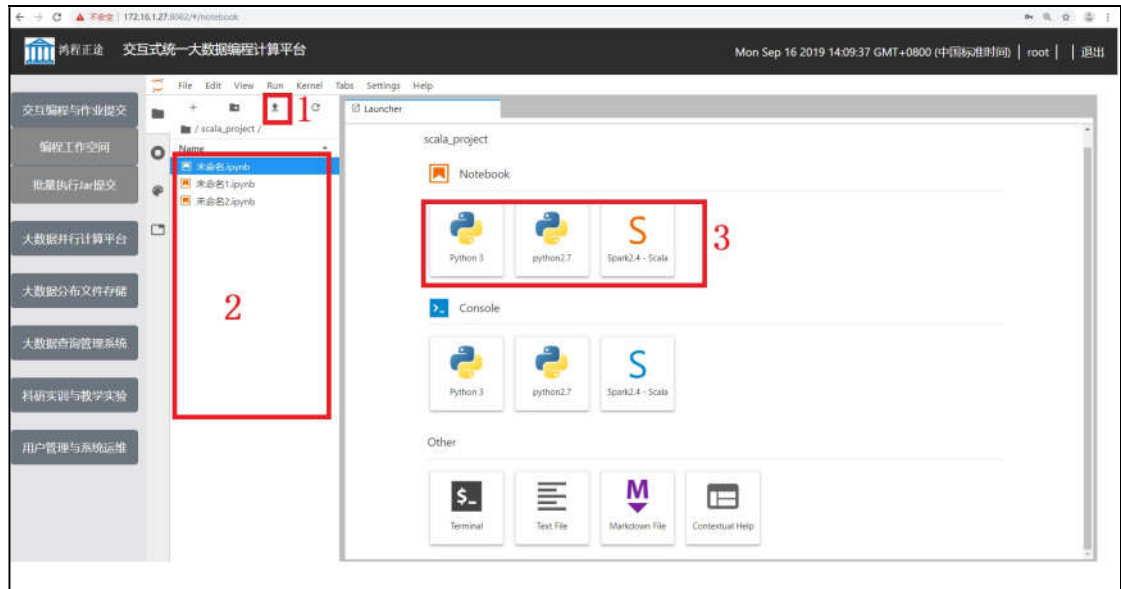 不安全 | 172.16.1.27:8002/#/notebook
鸿程正途 交互式统一大数据编程计算平台
Mon Sep 16 2019 14:09:37 GMT+0800 (中国标准时间) | root | | 退出
File Edit View Run Kernel Tabs Settings Help
交互编程与作业提交
编程工作空间
批量执行Jar提交
大数据并行计算平台
大数据分布文件存储
大数据查询管理系统
科研实训与教学实验
用户管理与系统运维
1
/ scala_project /
Name
未命名.ipynb
未命名1.ipynb
未命名2.ipynb
2
Launcher
scala_project
Notebook
Python 3
python2.7
Spark2.4 - Scala
3
Console
Python 3
python2.7
Spark2.4 - Scala
Other
Terminal
Text File
Markdown File
Contextual Help